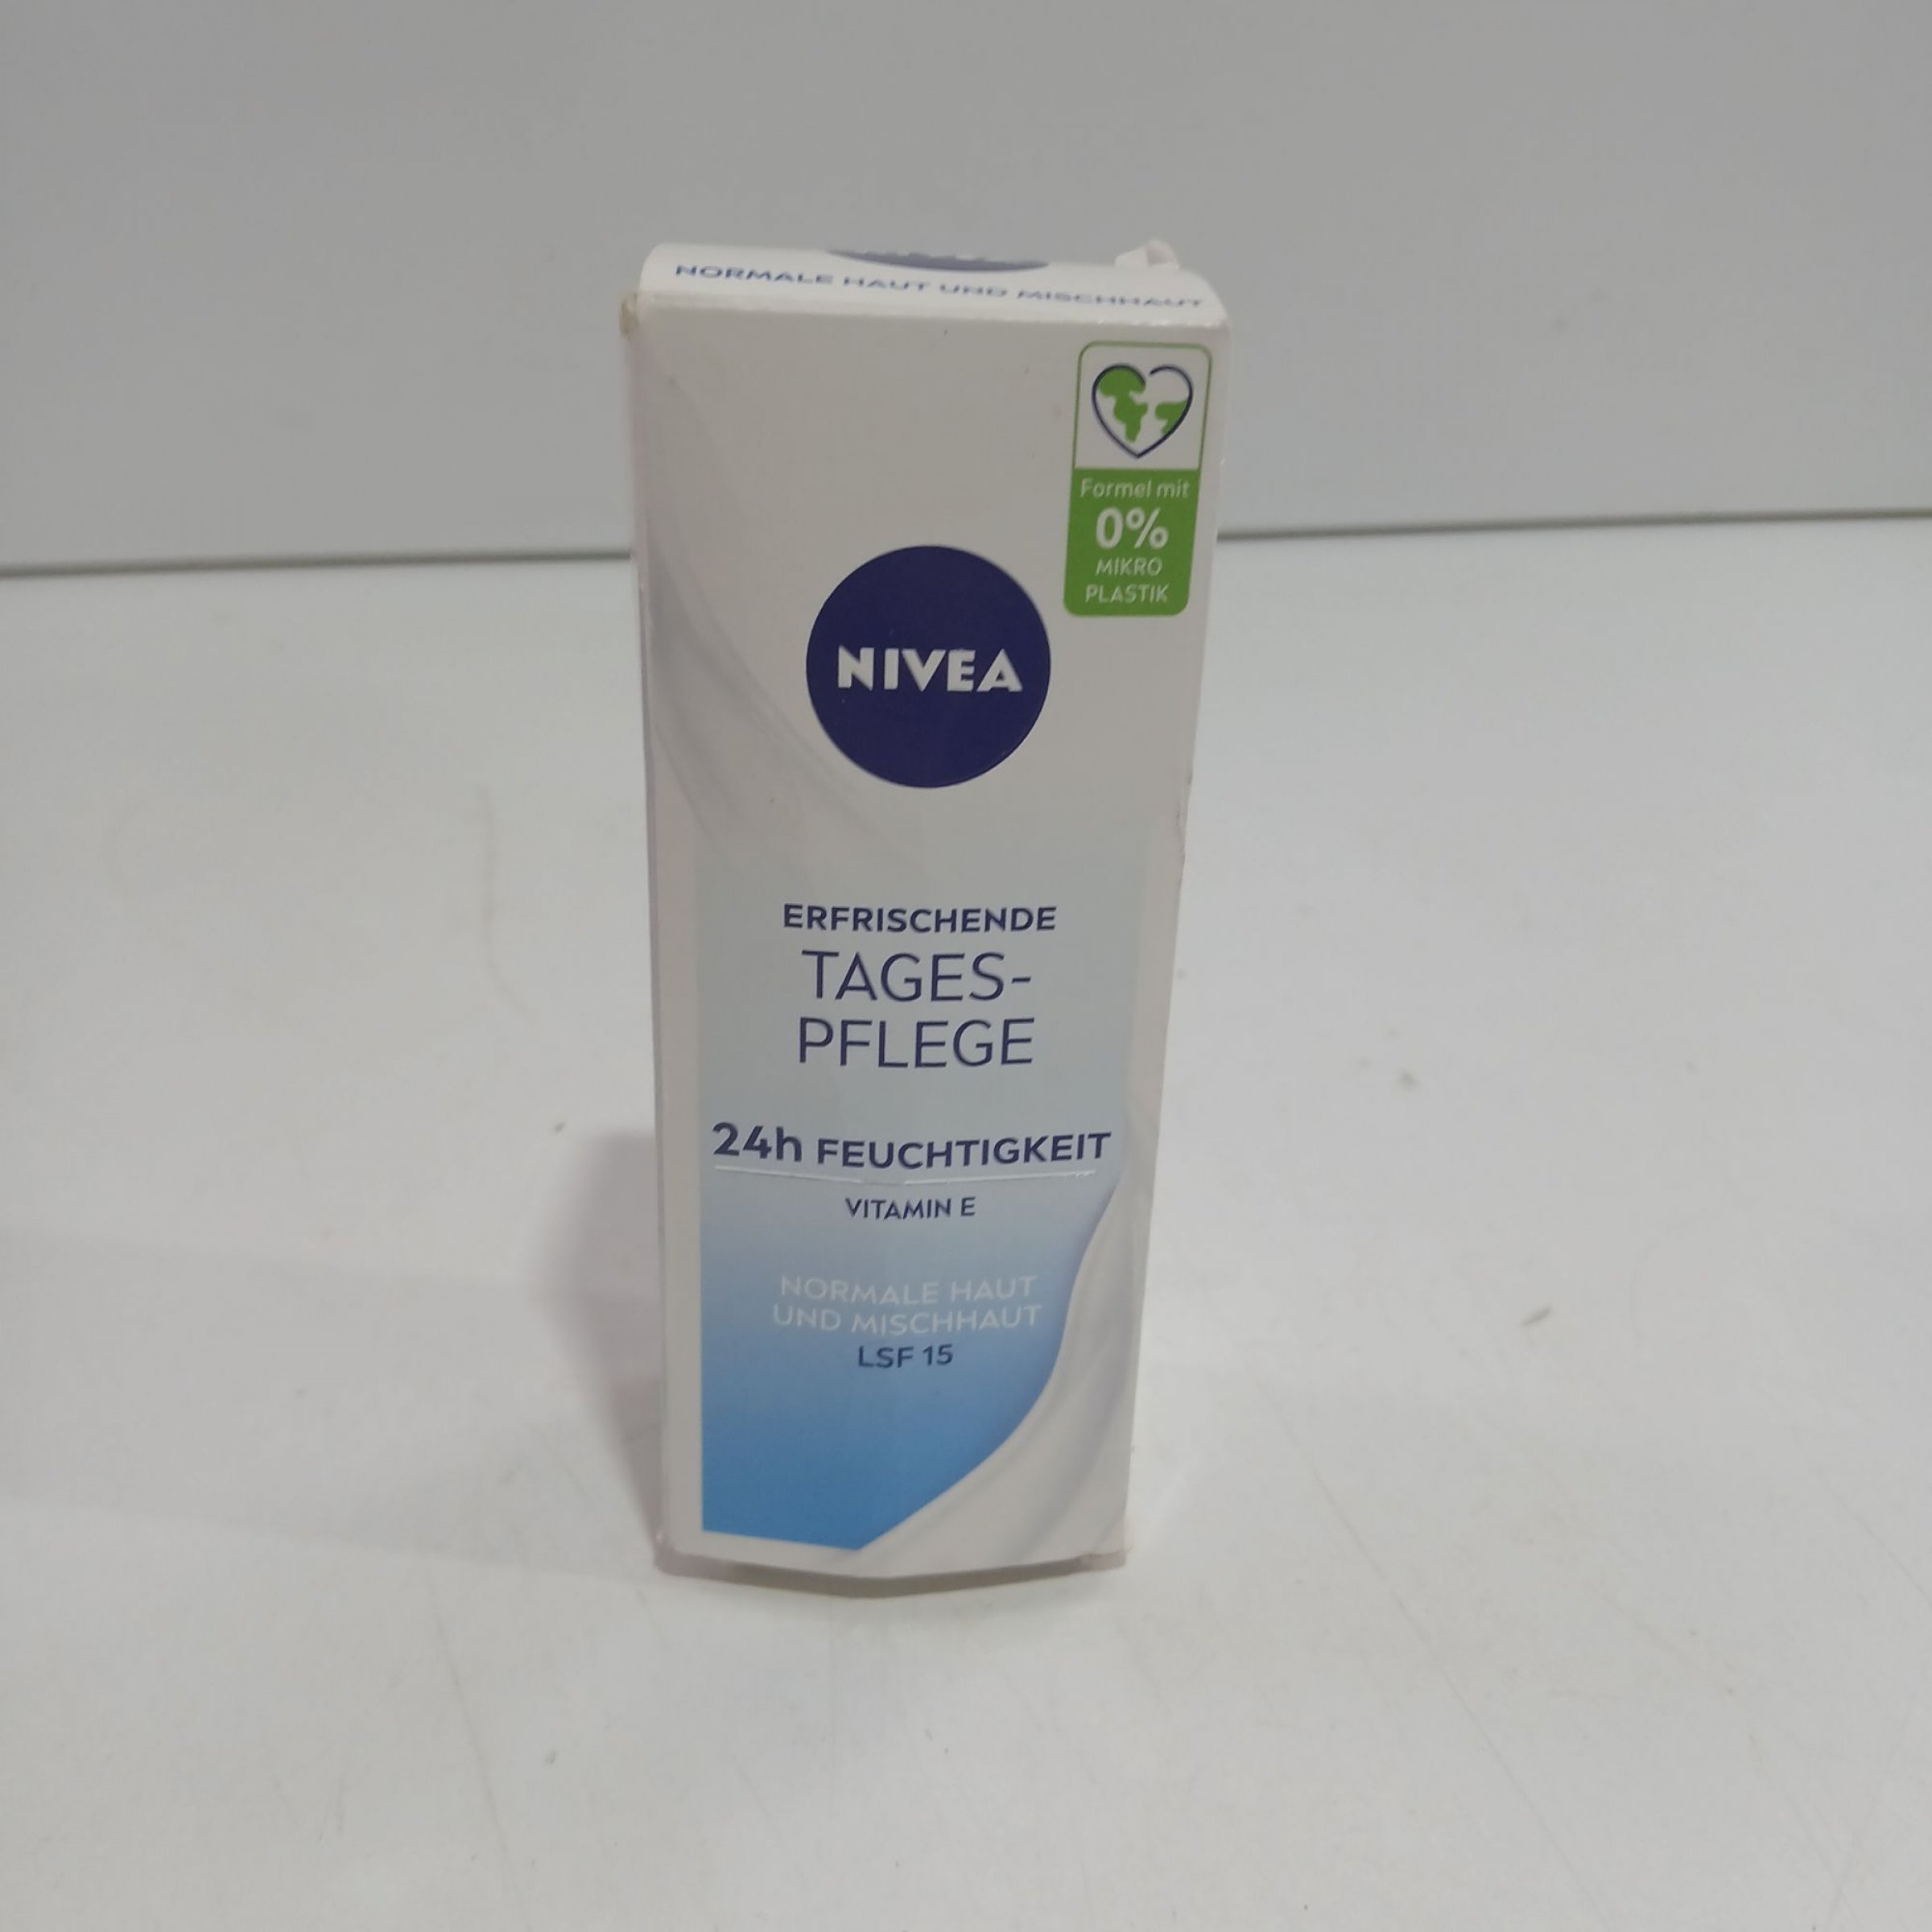 NORMALE HAUT UND MISCHHAUT
Formel mit
0%
MIKRO
PLASTIK
NIVEA
ERFRISCHENDE
TAGES-
PFLEGE
24h FEUCHTIGKEIT
VITAMIN E
NORMALE HAUT
UND MISCHHAUT
LSF 15